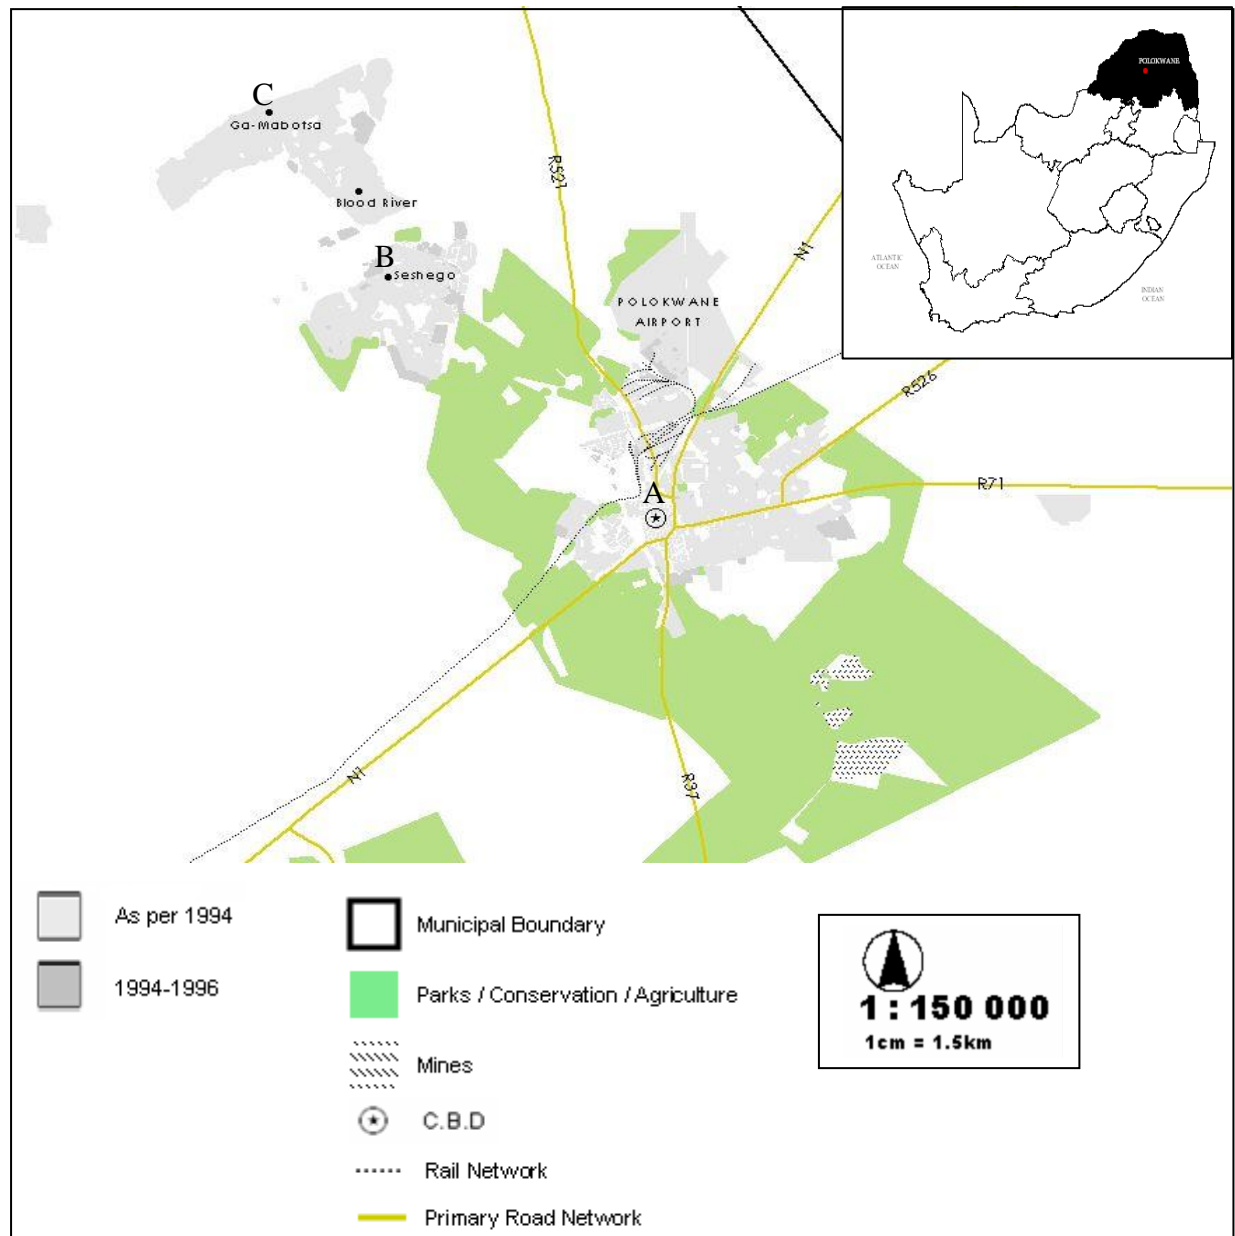 C
Ga-Mabotsa
Blood River
B
Seshego
R521
N1
POLOKWANE
AIRPORT
R526
R71
A
N1
R37
POLOKWANE
ATLANTIC
OCEAN
INDIAN
OCEAN
As per 1994
1994-1996
Municipal Boundary
Parks / Conservation / Agriculture
Mines
C.B.D
Rail Network
Primary Road Network
1 : 150 000
1cm = 1.5km